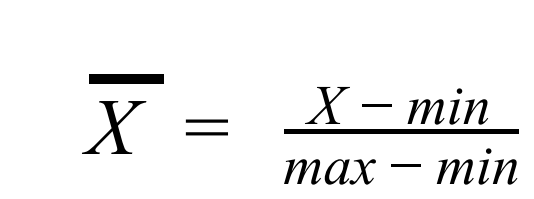 X̅ = (X − min) / (max − min)